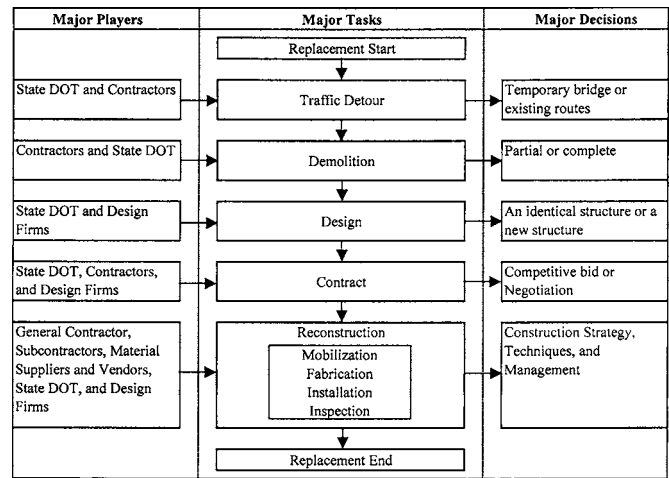 Major Players
Major Tasks
Major Decisions
Replacement Start
State DOT and Contractors
Traffic Detour
Temporary bridge or
existing routes
Contractors and State DOT
Demolition
Partial or complete
State DOT and Design
Firms
Design
An identical structure or a
new structure
State DOT, Contractors,
and Design Firms
Contract
Competitive bid or
Negotiation
General Contractor,
Subcontractors, Material
Suppliers and Vendors,
State DOT, and Design
Firms
Reconstruction
Mobilization
Fabrication
Installation
Inspection
Construction Strategy,
Techniques, and
Management
Replacement End